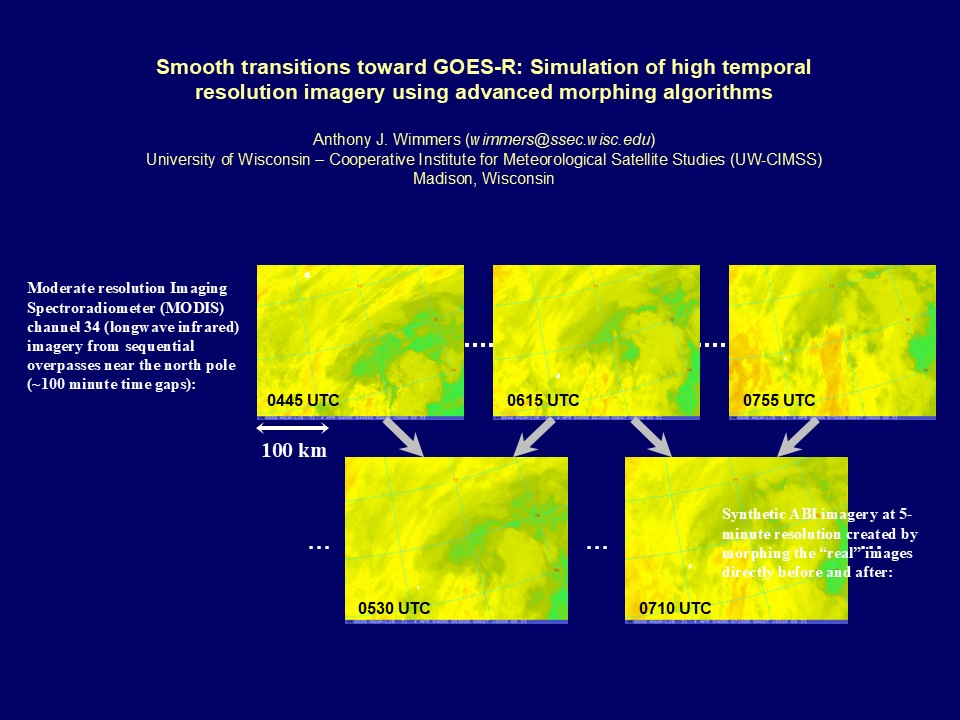 Smooth transitions toward GOES-R: Simulation of high temporal
resolution imagery using advanced morphing algorithms
Anthony J. Wimmers (wimmers@ssec.wisc.edu)
University of Wisconsin – Cooperative Institute for Meteorological Satellite Studies (UW-CIMSS)
Madison, Wisconsin
Moderate resolution Imaging
Spectroradiometer (MODIS)
channel 34 (longwave infrared)
imagery from sequential
overpasses near the north pole
(~100 minute time gaps):
0445 UTC
0615 UTC
0755 UTC
100 km
Synthetic ABI imagery at 5-
minute resolution created by
morphing the “real” images
directly before and after:
...
...
...
0530 UTC
0710 UTC